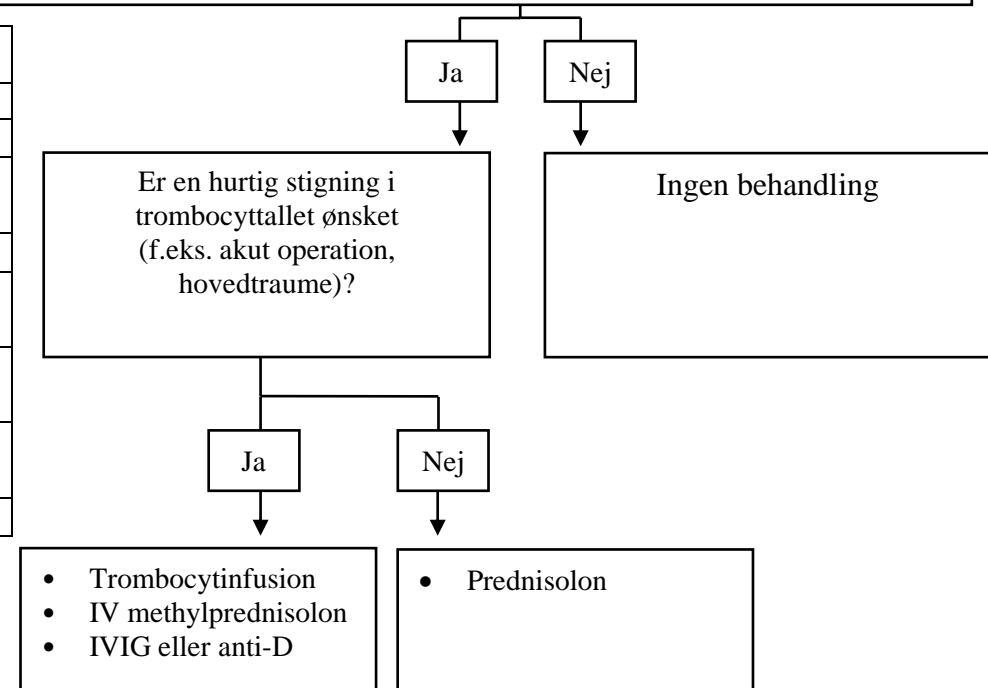 Ja
Nej
Er en hurtig stigning i
trombocyttallet ønsket
(f.eks. akut operation,
hovedtraume)?
Ingen behandling
Ja
Nej
• Trombocytinfusion
• IV methylprednisolon
• IVIG eller anti-D
• Prednisolon